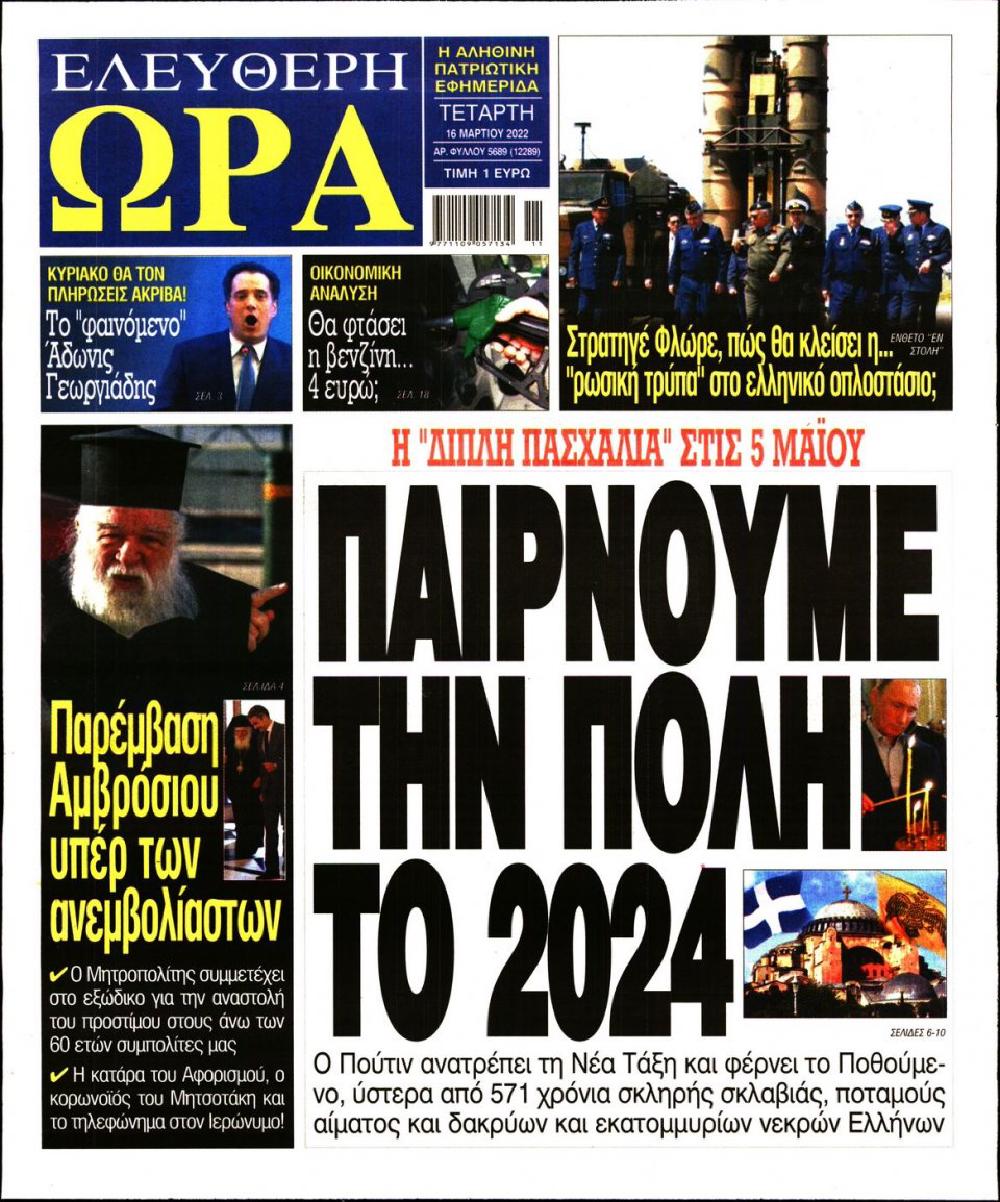 ΕΛΕΥΘΕΡΗ
ΩΡΑ
Η ΑΛΗΘΙΝΗ
ΠΑΤΡΙΩΤΙΚΗ
ΕΦΗΜΕΡΙΔΑ
ΤΕΤΑΡΤΗ
16 ΜΑΡΤΙΟΥ 2022
ΑΡ. ΦΥΛΛΟΥ 5689 (12289)
ΤΙΜΗ 1 ΕΥΡΩ
9771109057134
11
ΚΥΡΙΑΚΟ ΘΑ ΤΟΝ
ΠΛΗΡΩΣΕΙΣ ΑΚΡΙΒΑ!
Το "φαινόμενο"
Άδωνις
Γεωργιάδης
ΣΕΛ. 3
ΟΙΚΟΝΟΜΙΚΗ
ΑΝΑΛΥΣΗ
Θα φτάσει
η βενζίνη...
4 ευρώ;
ΣΕΛ. 18
Στρατηγέ Φλώρε, πώς θα κλείσει η...
"ρωσική τρύπα" στο ελληνικό οπλοστάσιο;
ΕΝΘΕΤΟ "ΕΝ
ΣΤΟΛΗ"
Η "ΔΙΠΛΗ ΠΑΣΧΑΛΙΑ" ΣΤΙΣ 5 ΜΑΪΟΥ
ΠΑΙΡΝΟΥΜΕ
ΤΗΝ ΠΟΛΗ
ΤΟ 2024
ΣΕΛΙΔΕΣ 6-10
Ο Πούτιν ανατρέπει τη Νέα Τάξη και φέρνει το Ποθούμε-
νο, ύστερα από 571 χρόνια σκληρής σκλαβιάς, ποταμούς
αίματος και δακρύων και εκατομμυρίων νεκρών Ελλήνων
ΣΕΛΙΔΑ 4
Παρέμβαση
Αμβρόσιου
υπέρ των
ανεμβολίαστων
✔ Ο Μητροπολίτης συμμετέχει
στο εξώδικο για την αναστολή
του προστίμου στους άνω των
60 ετών συμπολίτες μας
✔ Η κατάρα του Αφορισμού, ο
κορωνοϊός του Μητσοτάκη και
το τηλεφώνημα στον Ιερώνυμο!